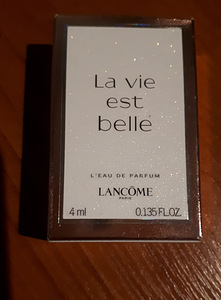 La vie
est
belle
L'EAU DE PARFUM
LANCÔME
PARIS
4 ml 0.135 FL.OZ.